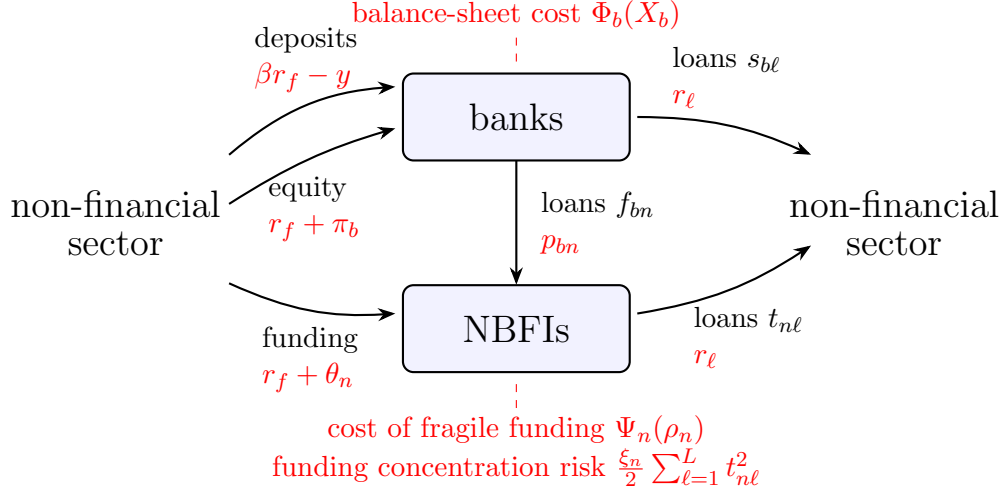 balance-sheet cost Φ_b(X_b)
deposits
βr_f − y
loans s_{bℓ}
r_ℓ
banks
equity
r_f + π_b
non-financial
sector
loans f_{bn}
p_{bn}
non-financial
sector
NBFIs
funding
r_f + θ_n
loans t_{nℓ}
r_ℓ
cost of fragile funding Ψ_n(ρ_n)
funding concentration risk \frac{ξ_n}{2} ∑_{ℓ=1}^{L} t_{nℓ}^2